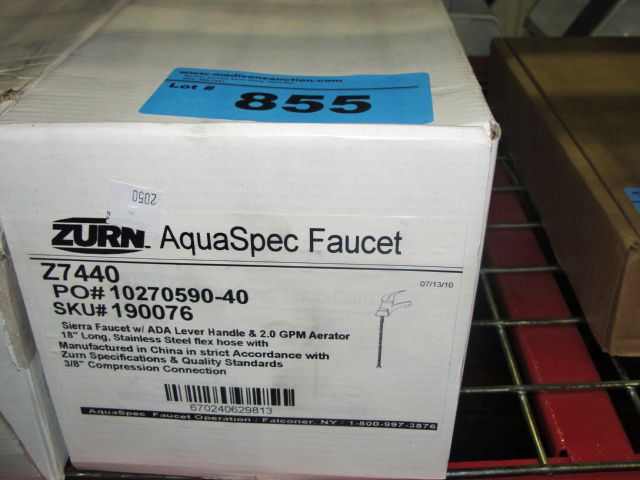 www.madisonsauction.com
Lot # 855
2050
ZURN AquaSpec Faucet
Z7440
07/13/10
PO# 10270590-40
SKU# 190076
Sierra Faucet w/ ADA Lever Handle & 2.0 GPM Aerator
18" Long, Stainless Steel flex hose with
Manufactured in China in strict Accordance with
Zurn Specifications & Quality Standards
3/8" Compression Connection
670240629813
AquaSpec Faucet Operation / Falconer, NY / 1-800-997-3876